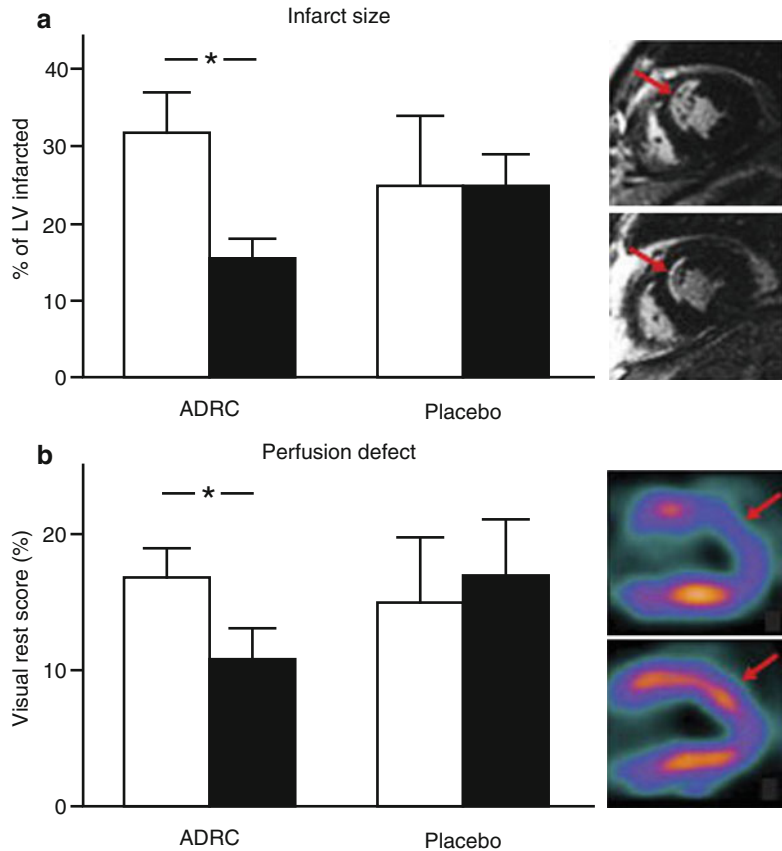 a
Infarct size
*
% of LV infarcted
40
30
20
10
0
ADRC
Placebo
b
Perfusion defect
*
Visual rest score (%)
20
10
0
ADRC
Placebo